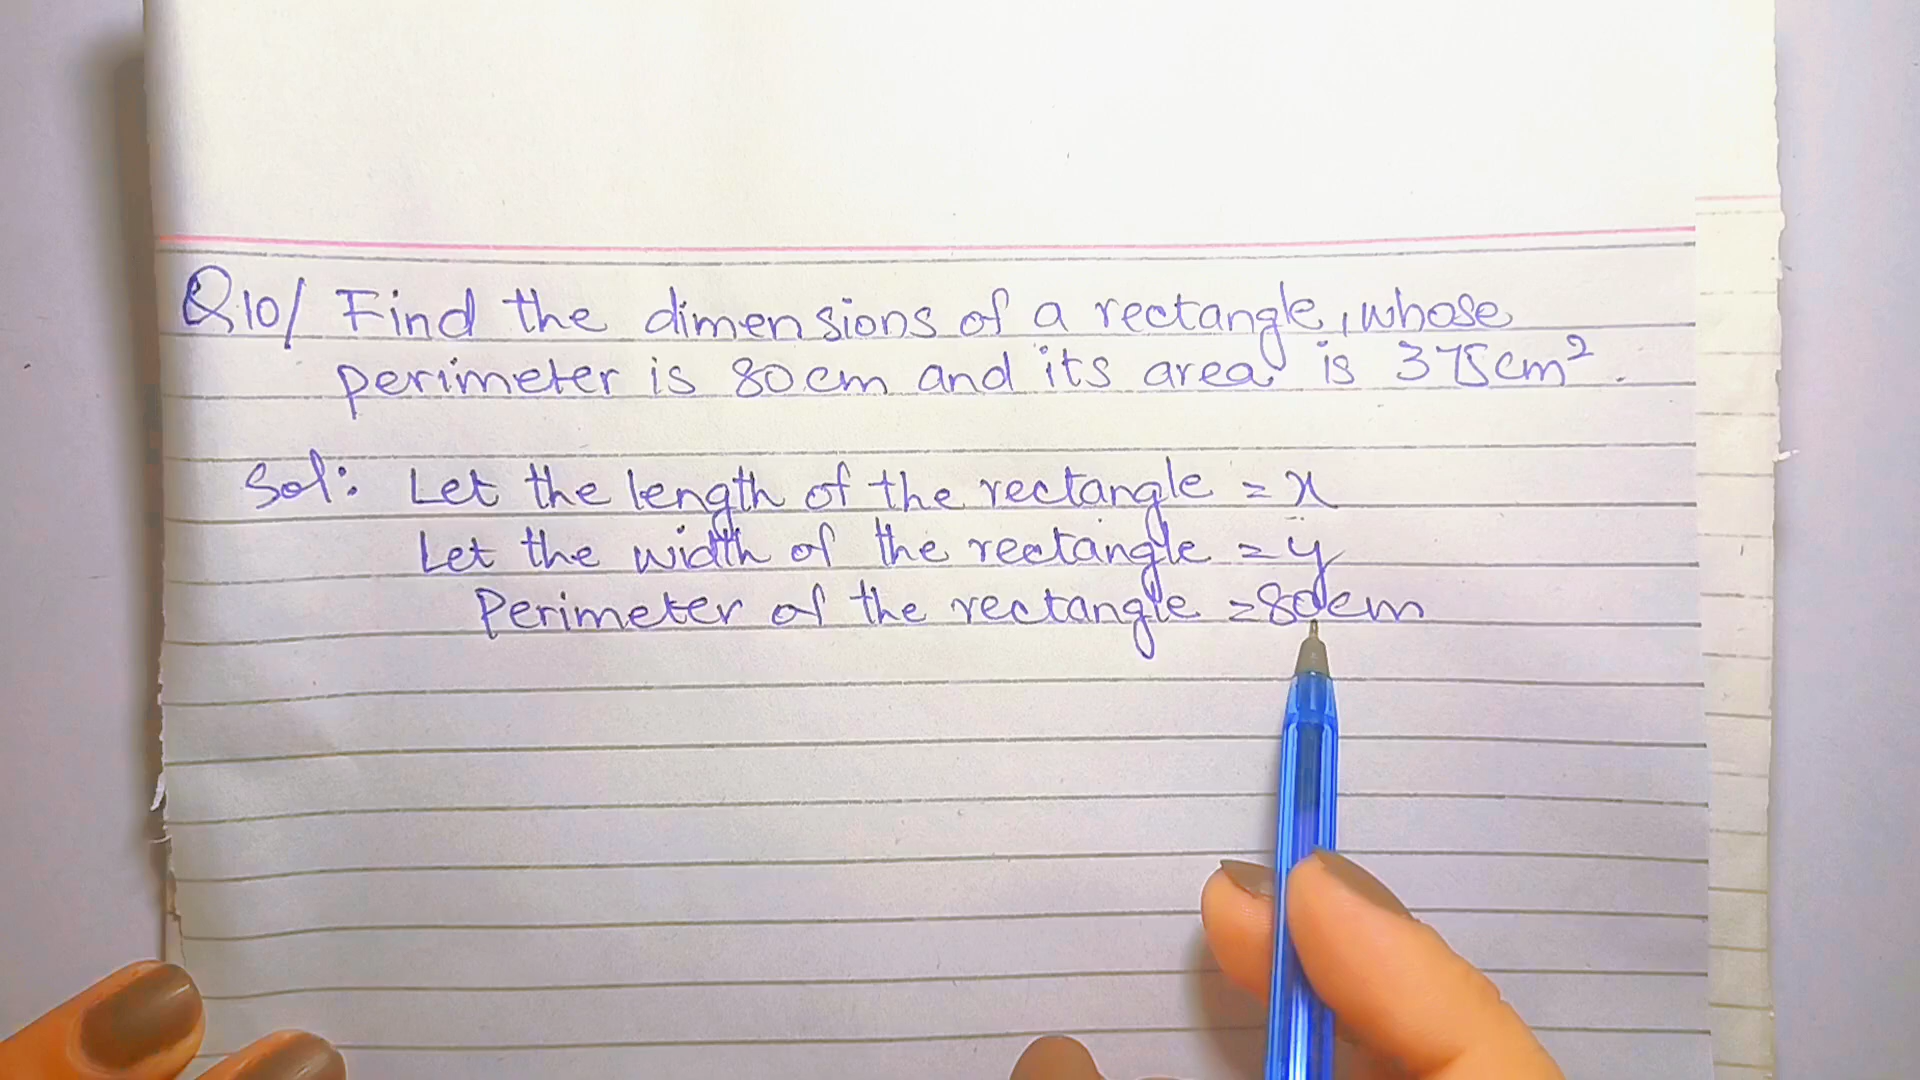 Q.10/ Find the dimensions of a rectangle, whose
perimeter is 80cm and its area is 375cm².
Sol: Let the length of the rectangle = x
Let the width of the rectangle = y
Perimeter of the rectangle = 80cm